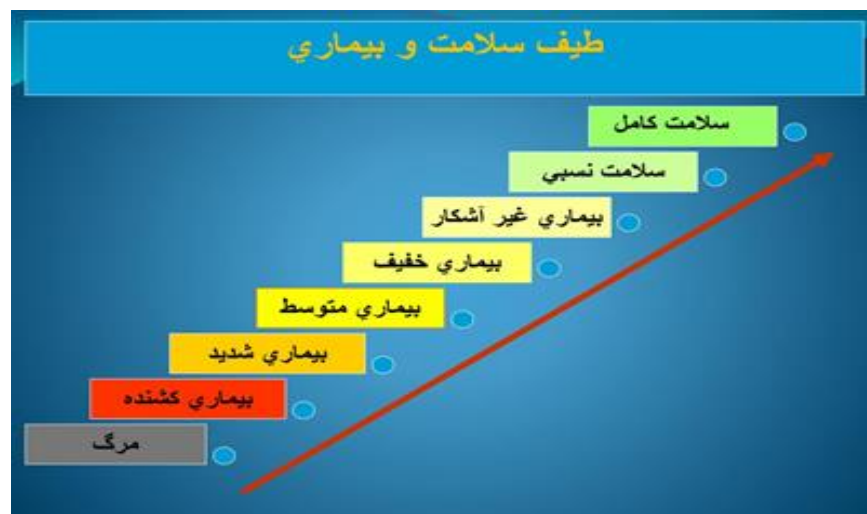 طيف سلامت و بيماري
سلامت كامل
سلامت نسبي
بيماري غير آشكار
بيماري خفيف
بيماري متوسط
بيماري شديد
بيماري كشنده
مرگ